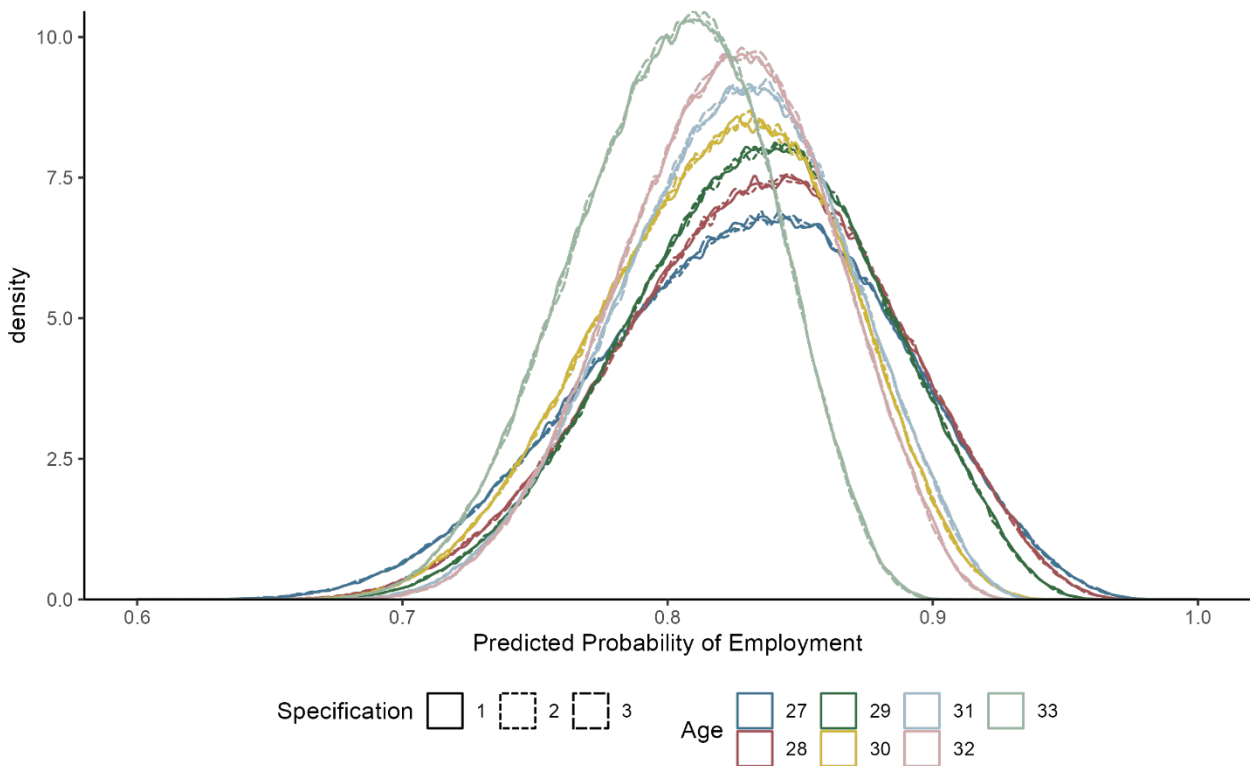 10.0
7.5
5.0
2.5
0.0
density
0.6 0.7 0.8 0.9 1.0
Predicted Probability of Employment
Specification 1 2 3
Age 27 29 31 33
28 30 32